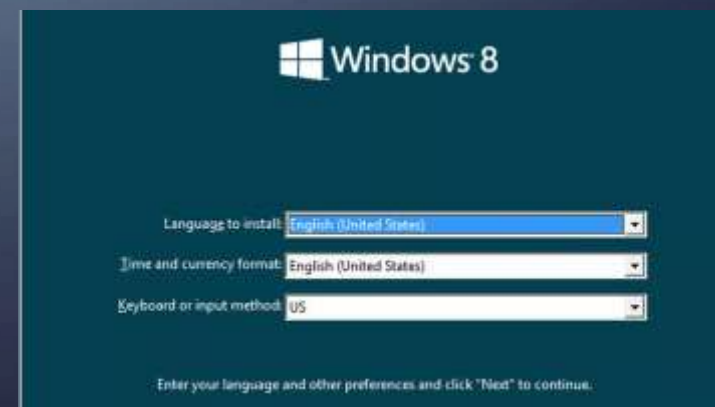 Windows 8
Language to install: English (United States)
Time and currency format: English (United States)
Keyboard or input method: US
Enter your language and other preferences and click "Next" to continue.